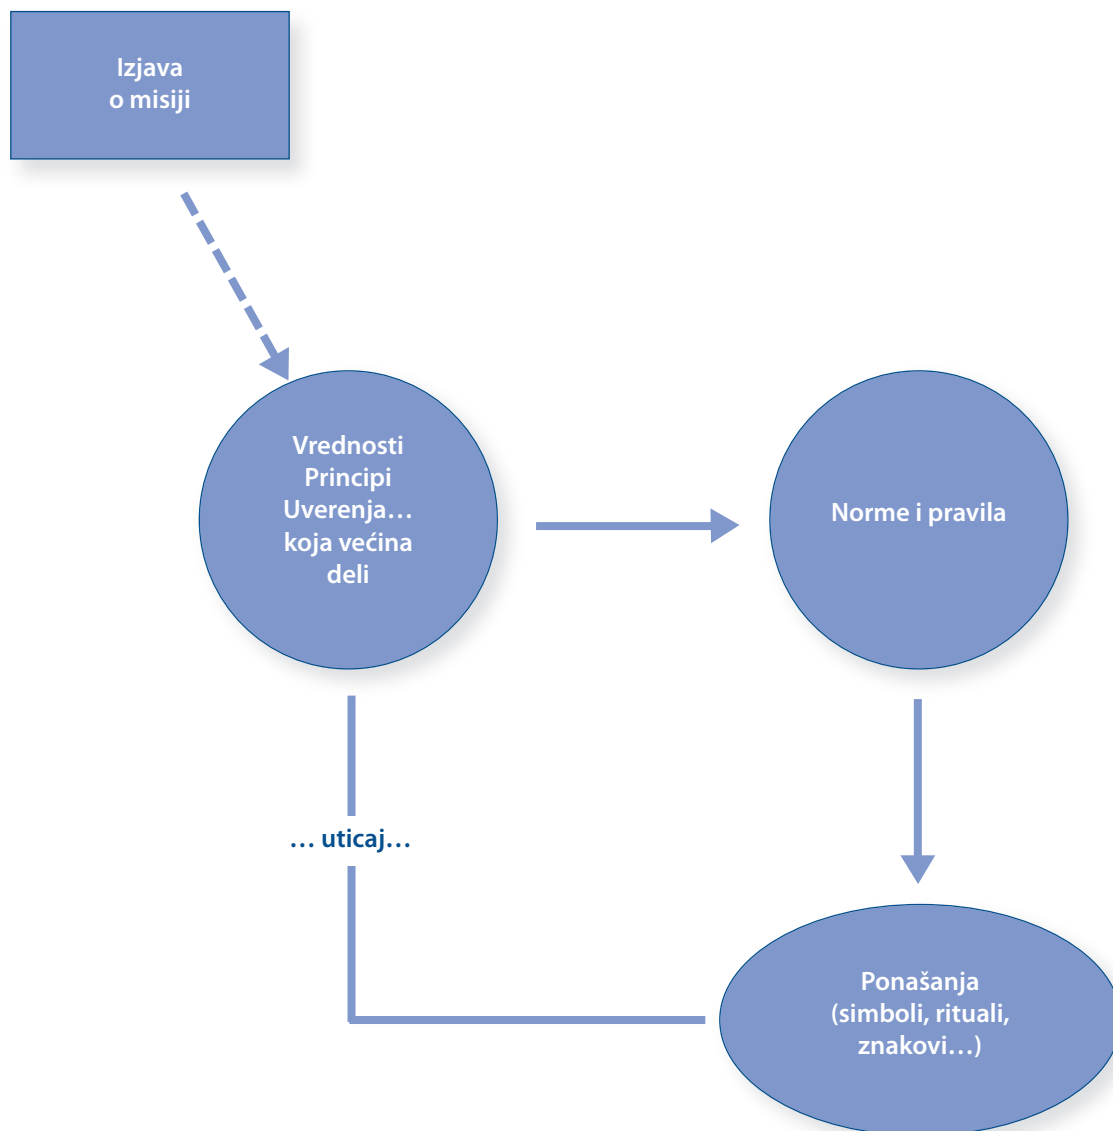 Izjava
o misiji
Vrednosti
Principi
Uverenja…
koja većina
deli
Norme i pravila
… uticaj…
Ponašanja
(simboli, rituali,
znakovi…)